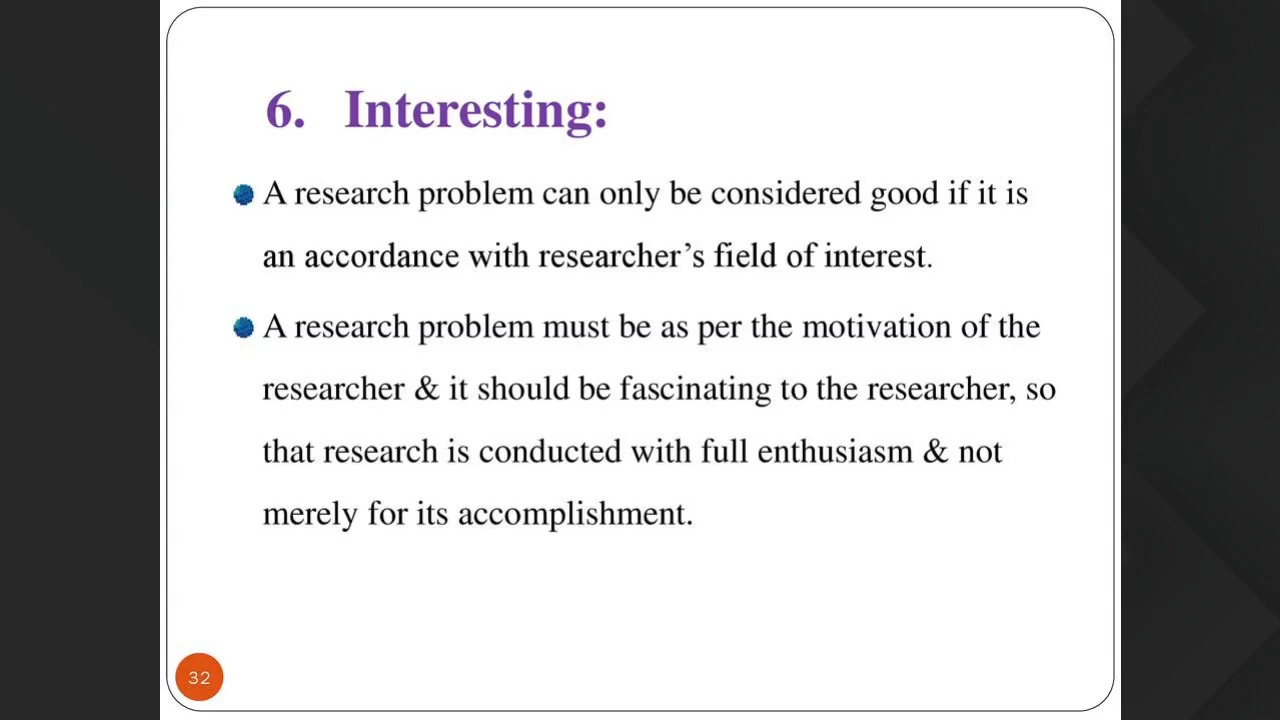 6. Interesting:
A research problem can only be considered good if it is
an accordance with researcher’s field of interest.
A research problem must be as per the motivation of the
researcher & it should be fascinating to the researcher, so
that research is conducted with full enthusiasm & not
merely for its accomplishment.
32